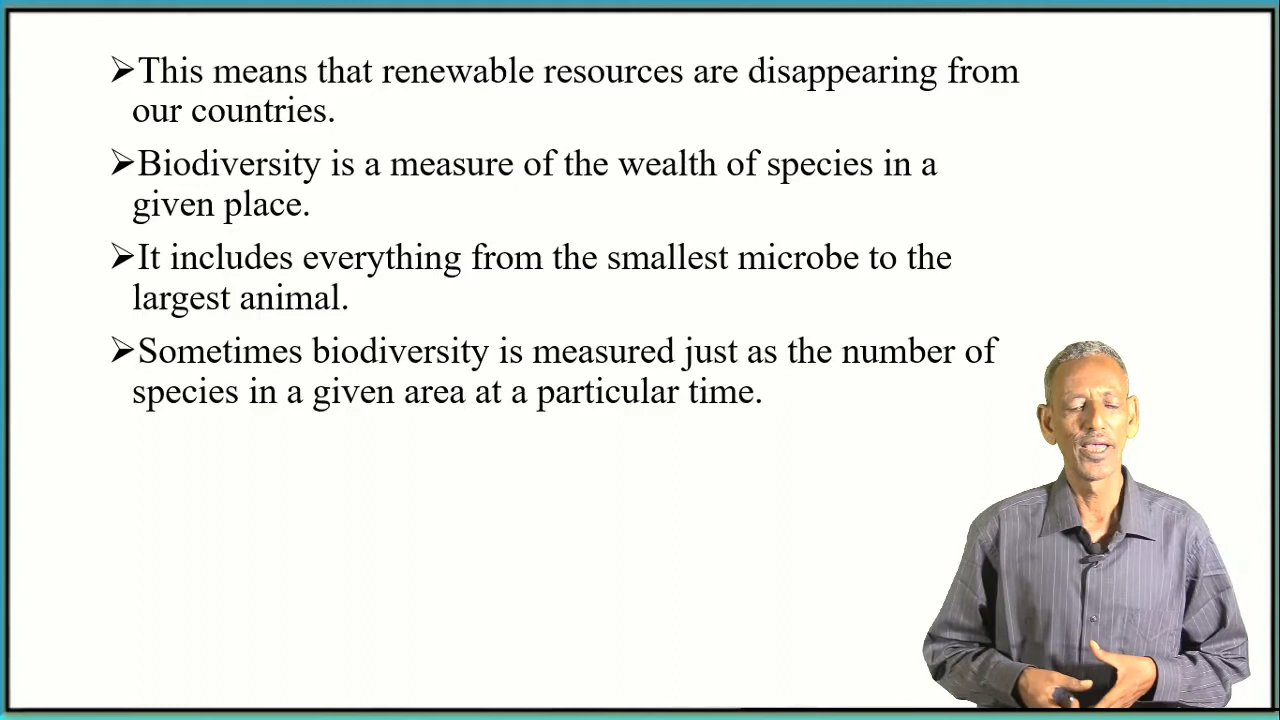 ➢This means that renewable resources are disappearing from
our countries.
➢Biodiversity is a measure of the wealth of species in a
given place.
➢It includes everything from the smallest microbe to the
largest animal.
➢Sometimes biodiversity is measured just as the number of
species in a given area at a particular time.